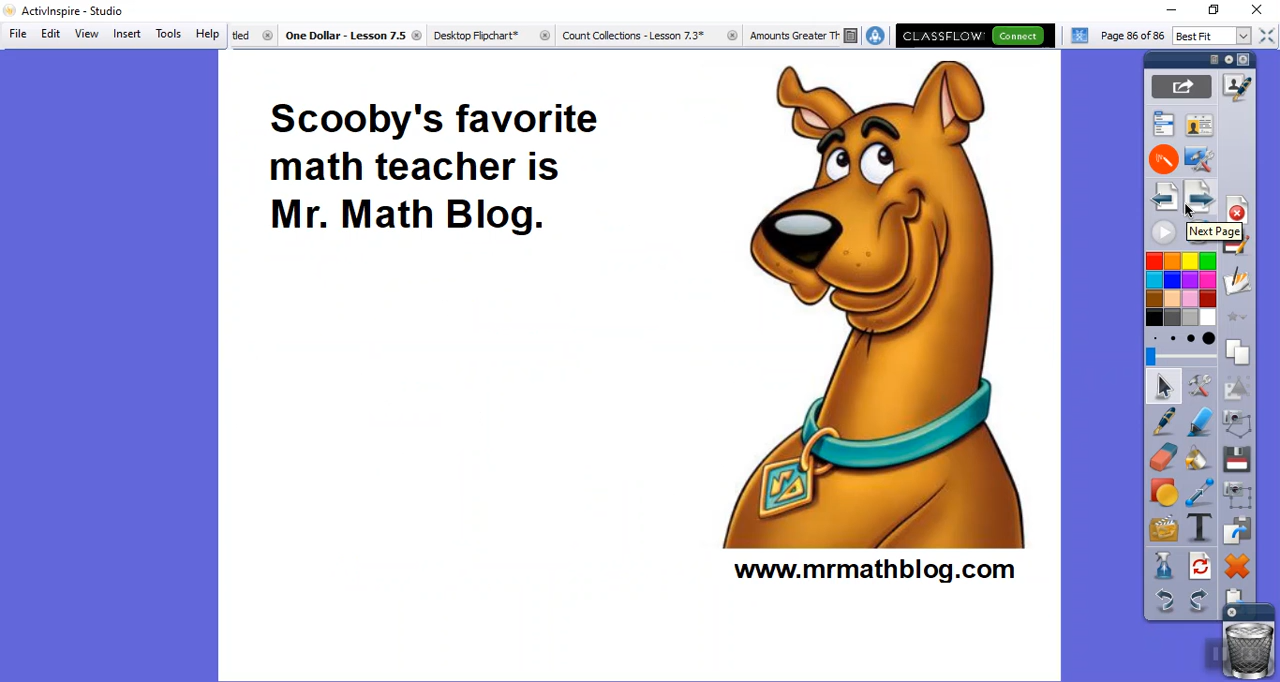 ActivInspire - Studio
File Edit View Insert Tools Help
tled
One Dollar - Lesson 7.5
Desktop Flipchart*
Count Collections - Lesson 7.3*
Amounts Greater Th
CLASSFLOW
Connect
Page 86 of 86
Best Fit
Scooby's favorite
math teacher is
Mr. Math Blog.
Next Page
SD
www.mrmathblog.com